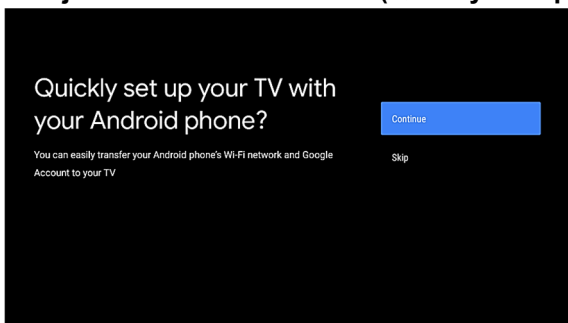 Quickly set up your TV with
your Android phone?
You can easily transfer your Android phone's Wi-Fi network and Google
Account to your TV
Continue
Skip